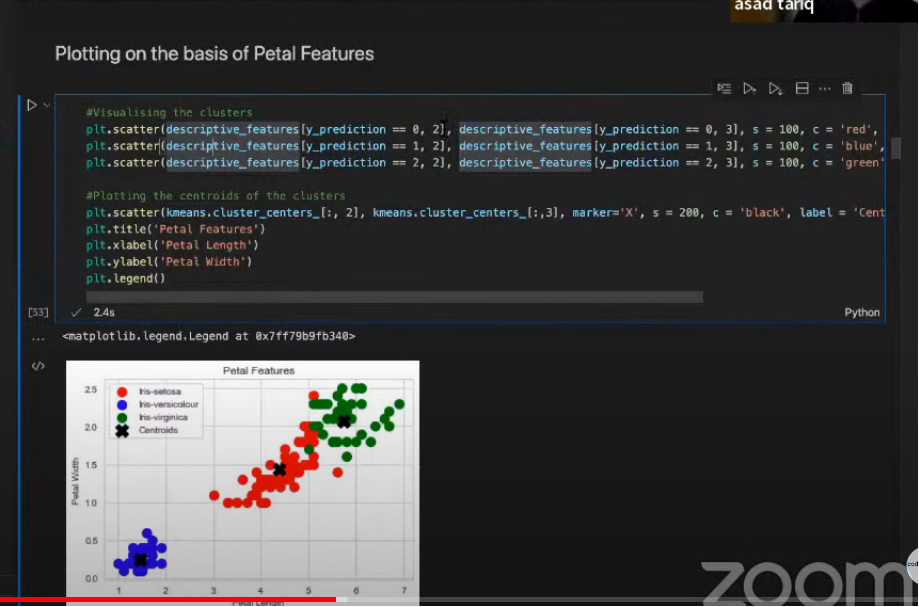 asad tariq
Plotting on the basis of Petal Features
#Visualising the clusters
plt.scatter(descriptive_features[y_prediction == 0, 2], descriptive_features[y_prediction == 0, 3], s = 100, c = 'red',
plt.scatter(descriptive_features[y_prediction == 1, 2], descriptive_features[y_prediction == 1, 3], s = 100, c = 'blue',
plt.scatter(descriptive_features[y_prediction == 2, 2], descriptive_features[y_prediction == 2, 3], s = 100, c = 'green'
#Plotting the centroids of the clusters
plt.scatter(kmeans.cluster_centers_[:, 2], kmeans.cluster_centers_[:,3], marker='X', s = 200, c = 'black', label = 'Cent
plt.title('Petal Features')
plt.xlabel('Petal Length')
plt.ylabel('Petal Width')
plt.legend()
[53]
2.4s
Python
<matplotlib.legend.Legend at 0x7ff79b9fb340>
Petal Features
Iris-setosa
Iris-versicolour
Iris-virginica
Centroids
Petal Width
2.5
2.0
1.5
1.0
0.5
0.0
1 2 3 4 5 6 7
Petal Length
zoom